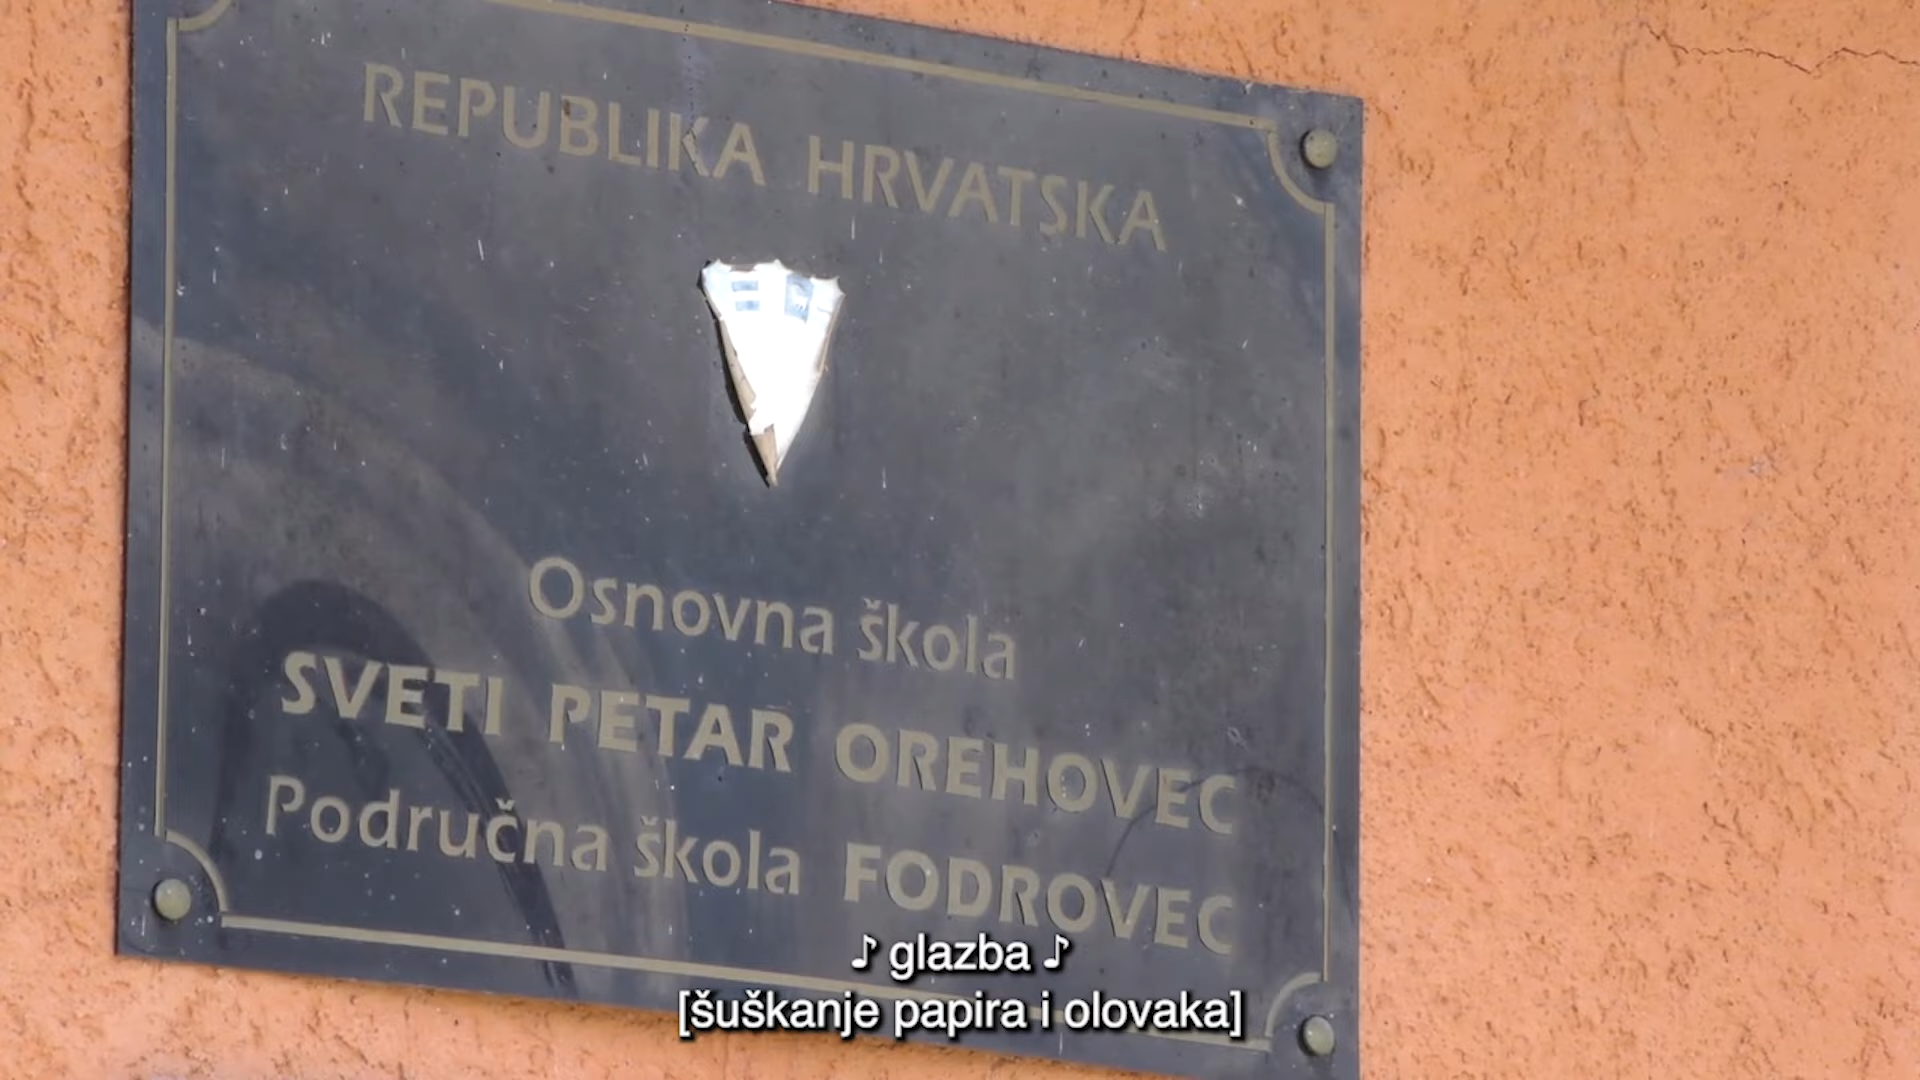 REPUBLIKA HRVATSKA
Osnovna škola
SVETI PETAR OREHOVEC
Područna škola FODROVEC
♪ glazba ♪
[šuškanje papira i olovaka]